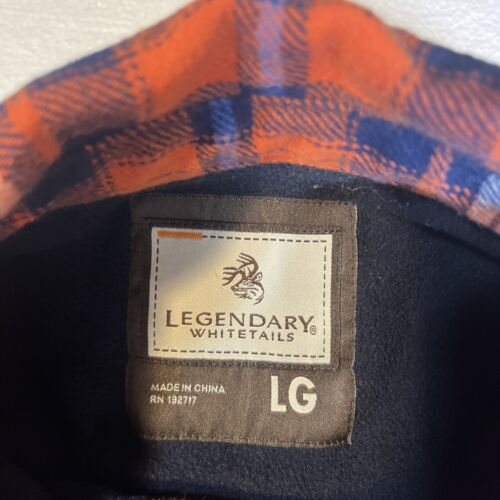 LEGENDARY®
WHITETAILS
MADE IN CHINA
RN 132717
LG